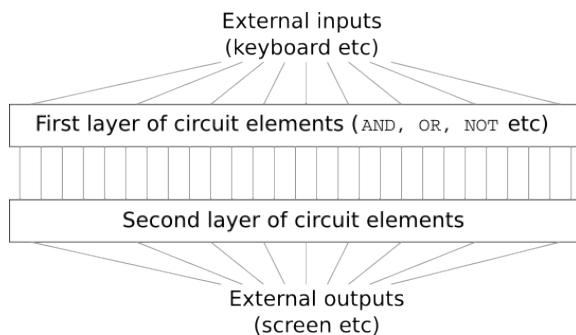 External inputs
(keyboard etc)
First layer of circuit elements (AND, OR, NOT etc)
Second layer of circuit elements
External outputs
(screen etc)